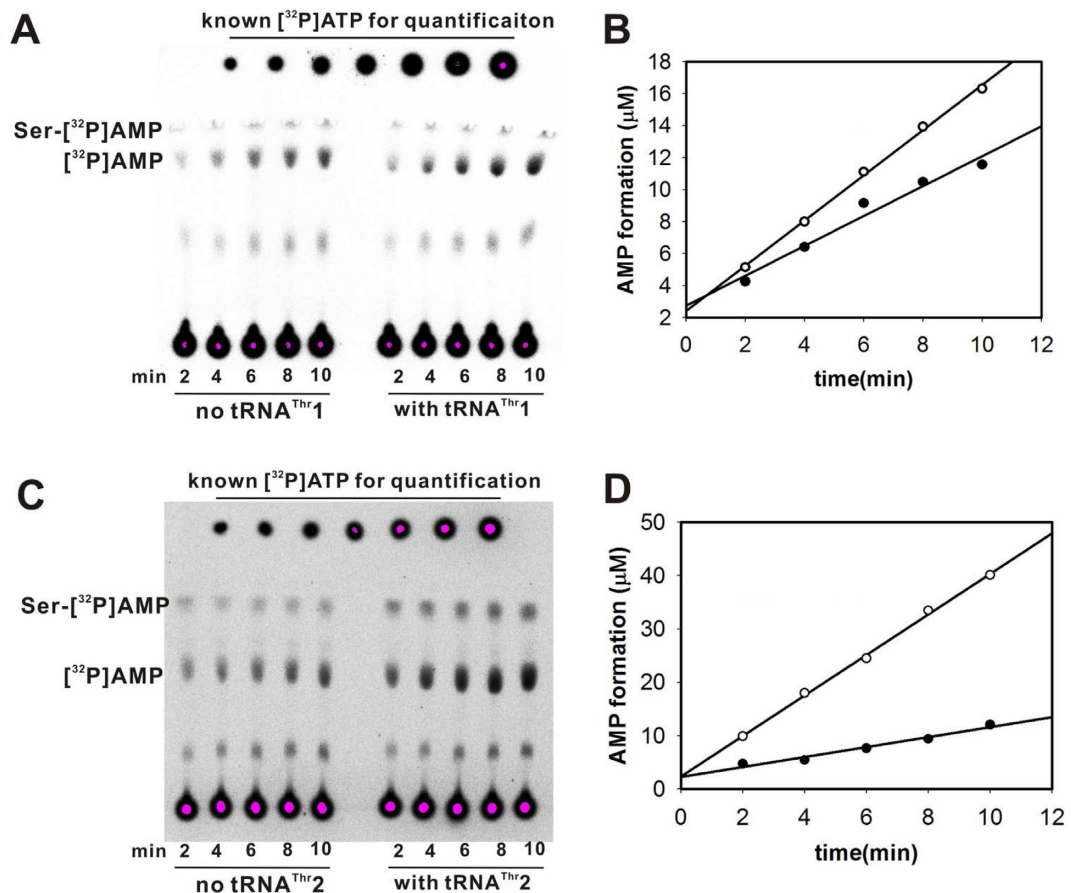 A
known [³²P]ATP for quantificaiton
Ser-[³²P]AMP
[³²P]AMP
min 2 4 6 8 10 2 4 6 8 10
no tRNAᵀʰʳ1 with tRNAᵀʰʳ1
B
18
16
14
12
10
8
6
4
2
AMP formation (μM)
0 2 4 6 8 10 12
time(min)
C
known [³²P]ATP for quantification
Ser-[³²P]AMP
[³²P]AMP
min 2 4 6 8 10 2 4 6 8 10
no tRNAᵀʰʳ2 with tRNAᵀʰʳ2
D
50
40
30
20
10
0
AMP formation (μM)
0 2 4 6 8 10 12
time(min)